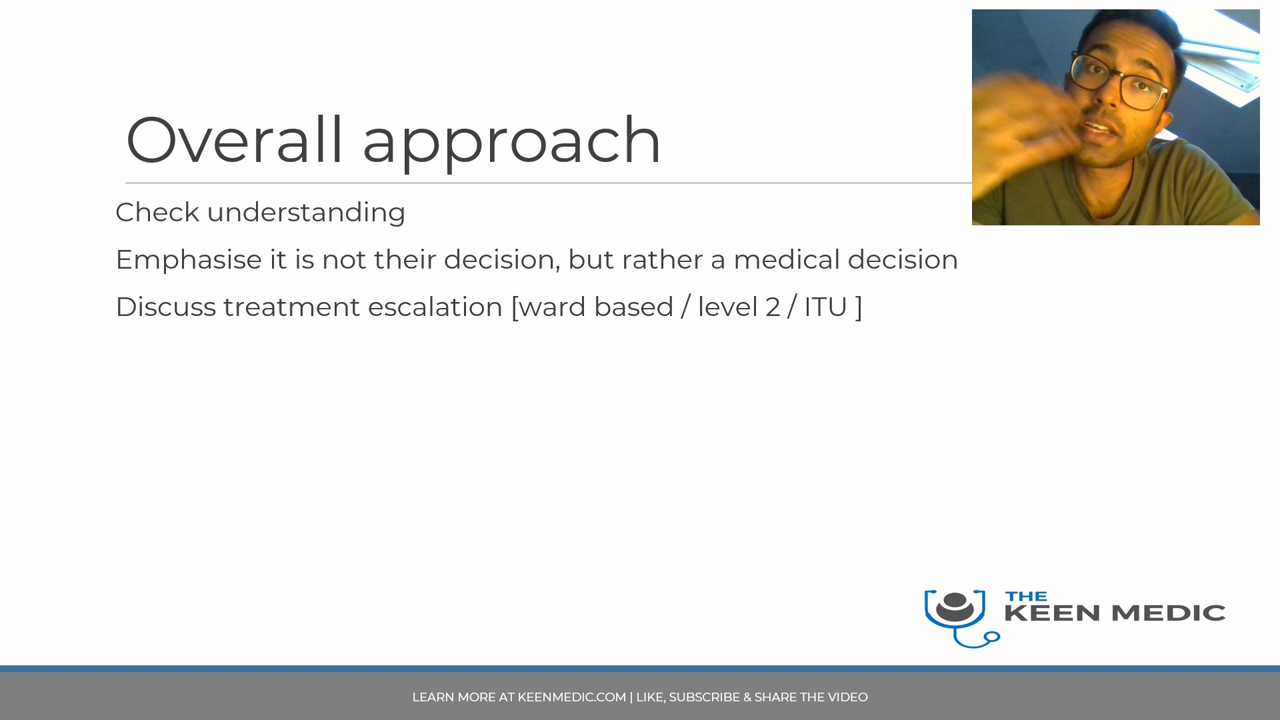 Overall approach
Check understanding
Emphasise it is not their decision, but rather a medical decision
Discuss treatment escalation [ward based / level 2 / ITU ]
THE
KEEN MEDIC
LEARN MORE AT KEENMEDIC.COM | LIKE, SUBSCRIBE & SHARE THE VIDEO